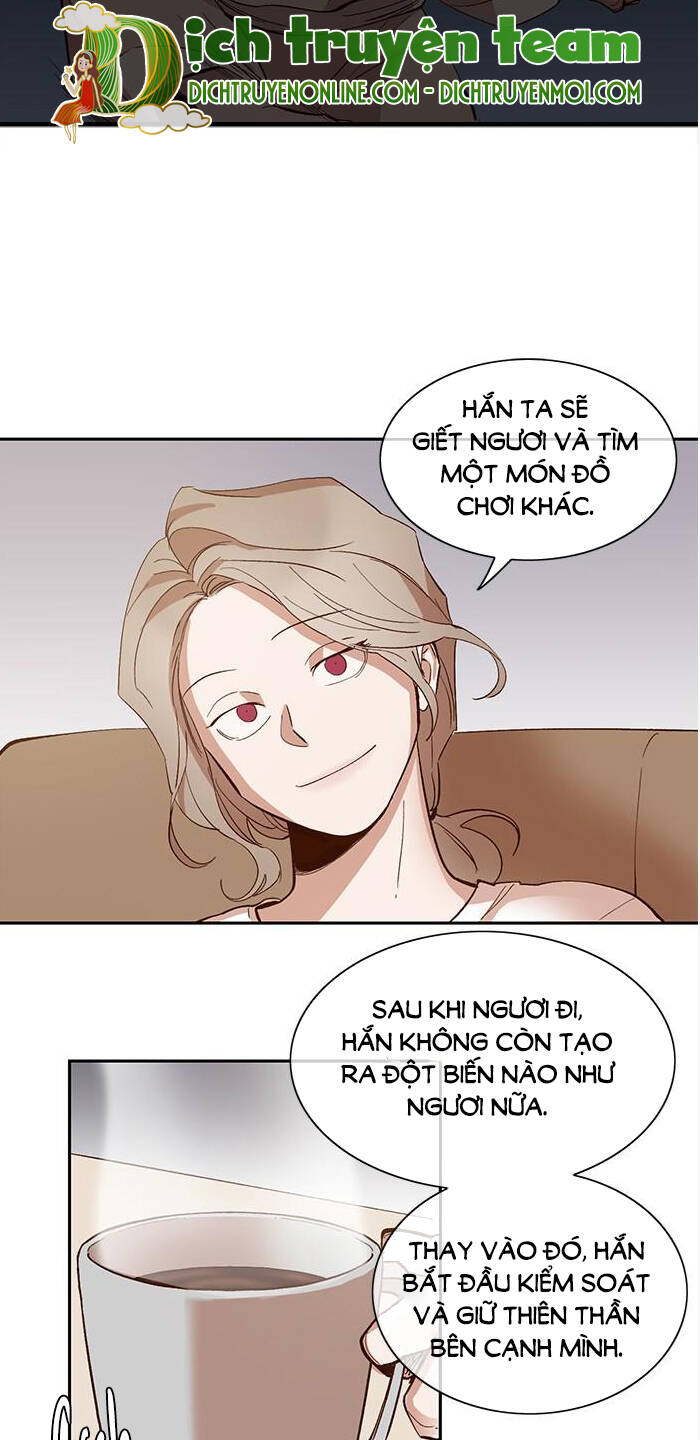 Dịch truyện team
DICHTRUYENONLINE.COM - DICHTRUYENMOI.COM
HẮN TA SẼ
GIẾT NGƯƠI VÀ TÌM
MỘT MÓN ĐỒ
CHƠI KHÁC.
SAU KHI NGƯƠI ĐI,
HẮN KHÔNG CÒN TẠO
RA ĐỘT BIẾN NÀO NHƯ
NGƯƠI NỮA.
THAY VÀO ĐÓ, HẮN
BẮT ĐẦU KIỂM SOÁT
VÀ GIỮ THIÊN THẦN
BÊN CẠNH MÌNH.